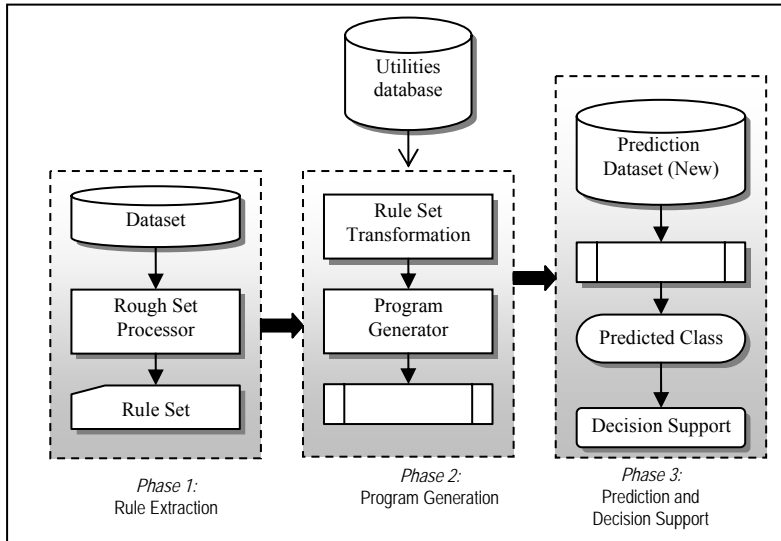 Utilities
database
Dataset
Rough Set
Processor
Rule Set
Phase 1:
Rule Extraction
Rule Set
Transformation
Program
Generator
Phase 2:
Program Generation
Prediction
Dataset (New)
Predicted Class
Decision Support
Phase 3:
Prediction and
Decision Support